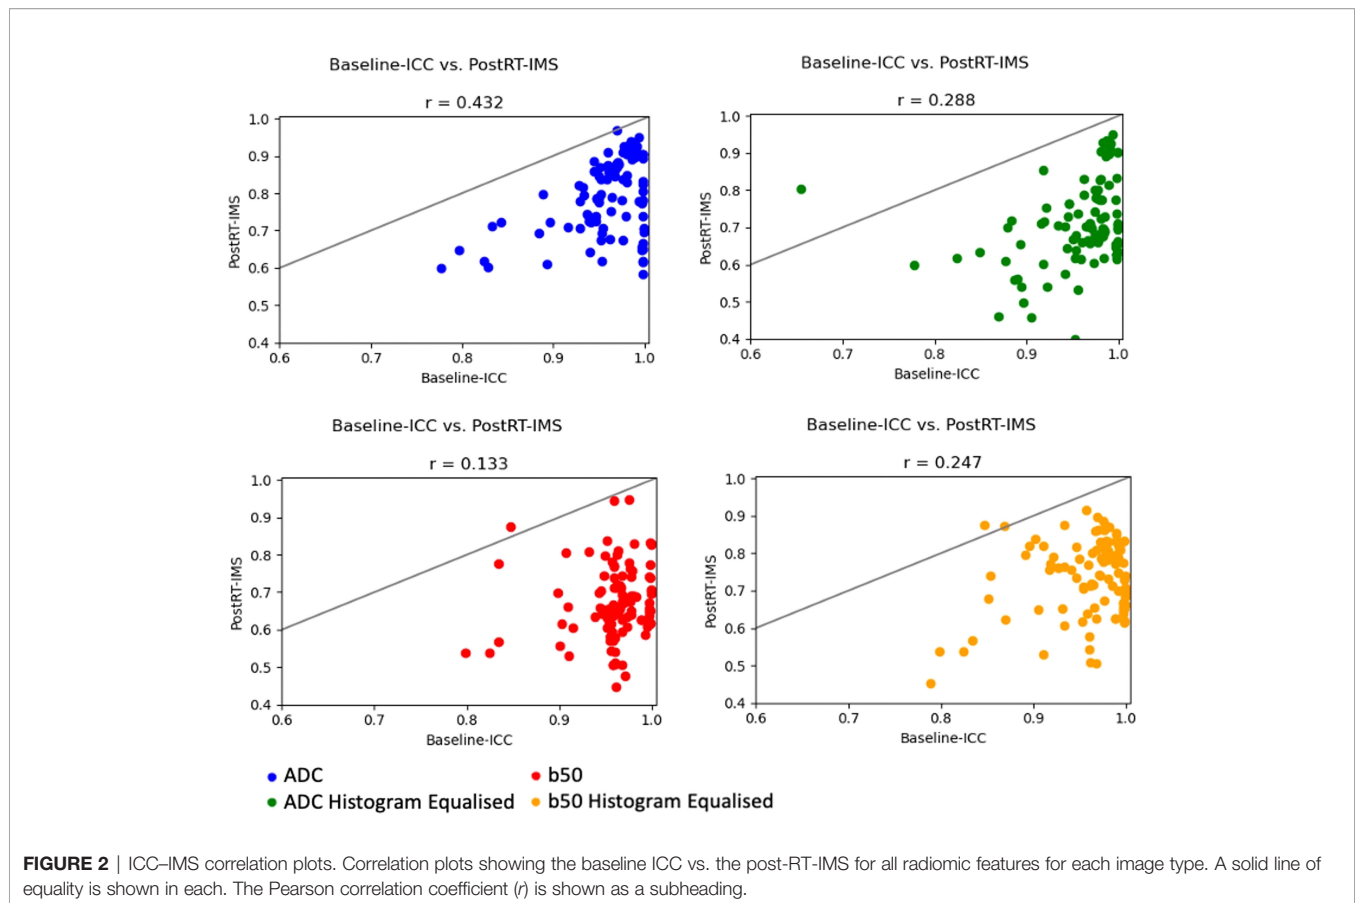 Baseline-ICC vs. PostRT-IMS
r = 0.432
1.0
0.9
0.8
0.7
0.6
0.5
0.4
PostRT-IMS
0.6 0.7 0.8 0.9 1.0
Baseline-ICC
Baseline-ICC vs. PostRT-IMS
r = 0.288
1.0
0.9
0.8
0.7
0.6
0.5
0.4
PostRT-IMS
0.6 0.7 0.8 0.9 1.0
Baseline-ICC
Baseline-ICC vs. PostRT-IMS
r = 0.133
1.0
0.9
0.8
0.7
0.6
0.5
0.4
PostRT-IMS
0.6 0.7 0.8 0.9 1.0
Baseline-ICC
Baseline-ICC vs. PostRT-IMS
r = 0.247
1.0
0.9
0.8
0.7
0.6
0.5
0.4
PostRT-IMS
0.6 0.7 0.8 0.9 1.0
Baseline-ICC
ADC
ADC Histogram Equalised
b50
b50 Histogram Equalised
FIGURE 2 | ICC–IMS correlation plots. Correlation plots showing the baseline ICC vs. the post-RT-IMS for all radiomic features for each image type. A solid line of
equality is shown in each. The Pearson correlation coefficient (r) is shown as a subheading.